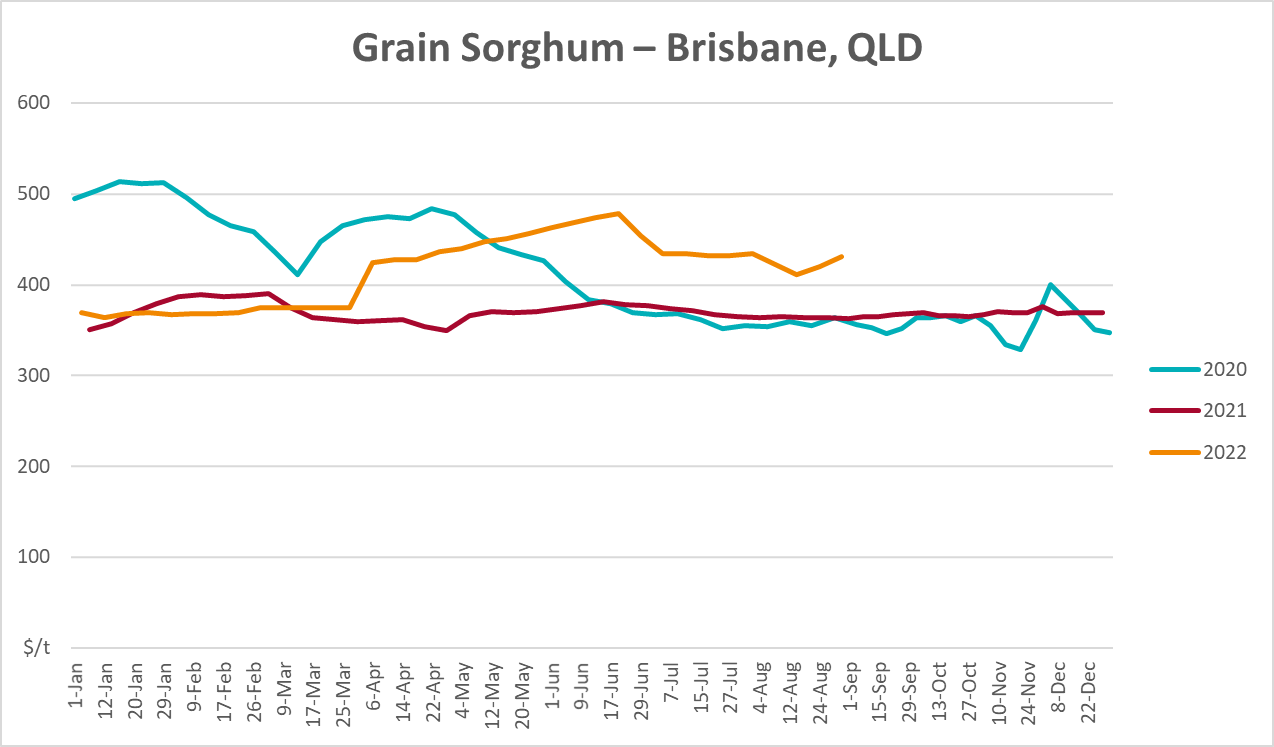 Grain Sorghum – Brisbane, QLD
600
500
400
300
200
100
$/t
1-Jan
12-Jan
20-Jan
29-Jan
9-Feb
17-Feb
26-Feb
9-Mar
17-Mar
25-Mar
6-Apr
14-Apr
22-Apr
4-May
12-May
20-May
1-Jun
9-Jun
17-Jun
29-Jun
7-Jul
15-Jul
27-Jul
4-Aug
12-Aug
24-Aug
1-Sep
15-Sep
29-Sep
13-Oct
27-Oct
10-Nov
24-Nov
8-Dec
22-Dec
2020
2021
2022